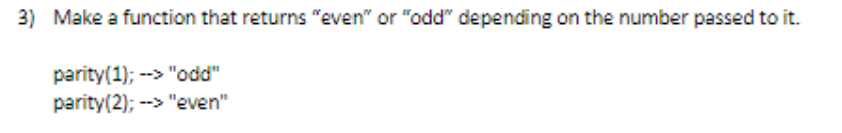 3) Make a function that returns “even” or “odd” depending on the number passed to it.
parity(1); --> "odd"
parity(2); --> "even"